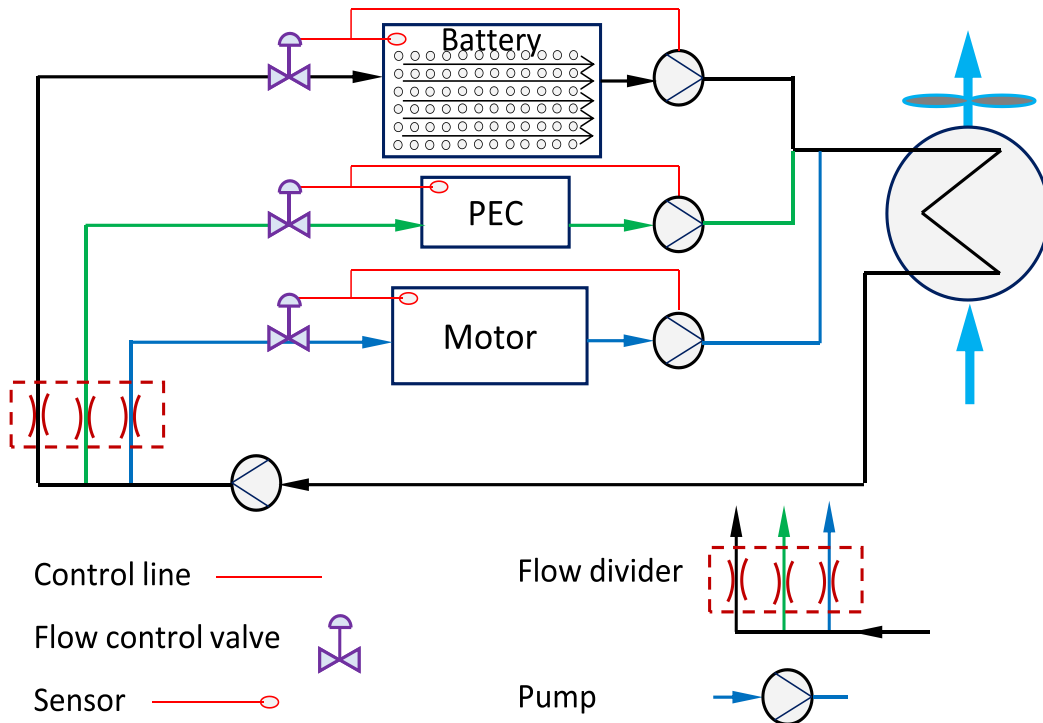 Battery
PEC
Motor
Control line
Flow divider
Flow control valve
Sensor
Pump